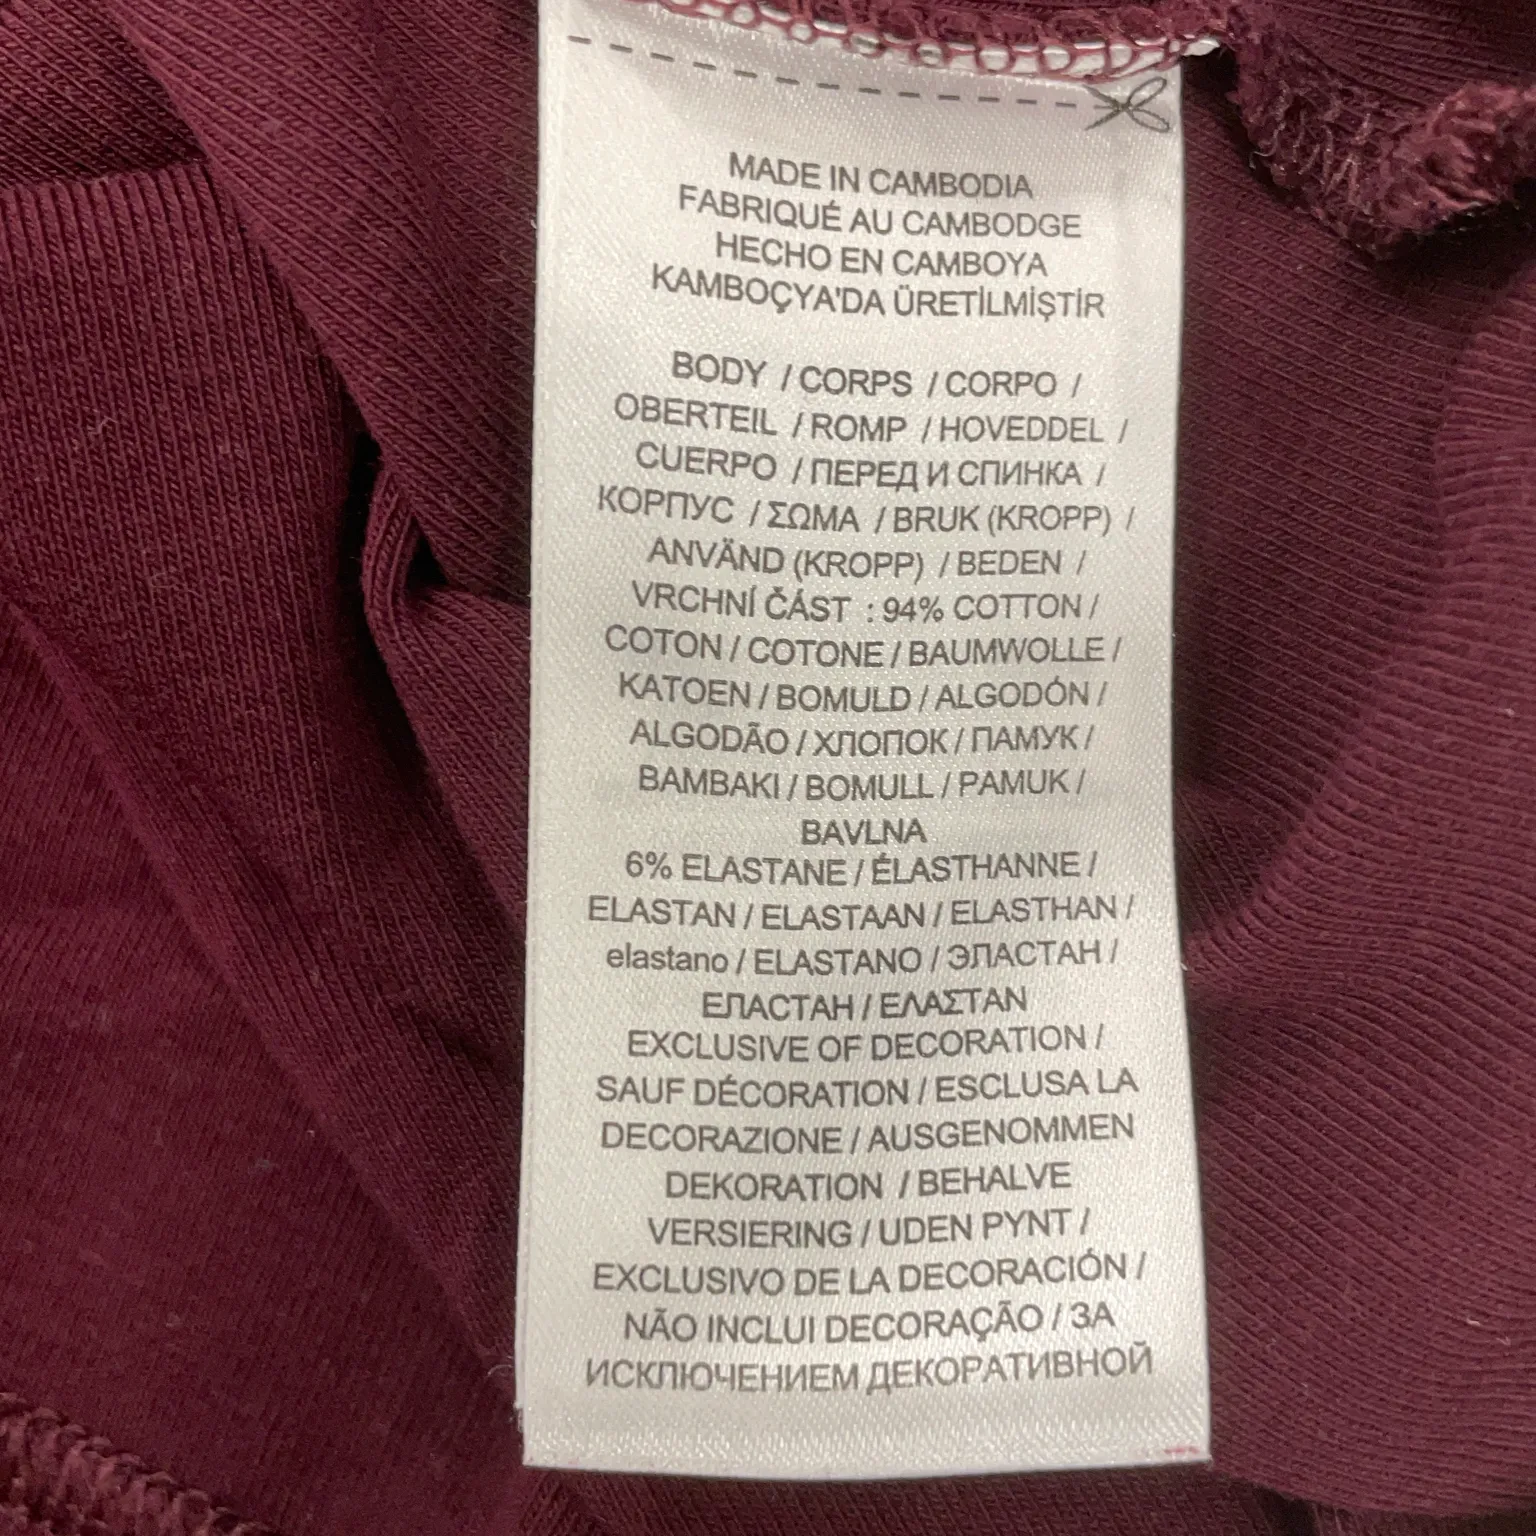 MADE IN CAMBODIA
FABRIQUÉ AU CAMBODGE
HECHO EN CAMBOYA
KAMBOÇYA'DA ÜRETİLMİŞTİR
BODY / CORPS / CORPO /
OBERTEIL / ROMP / HOVEDDEL /
CUERPO / ПЕРЕД И СПИНКА /
КОРПУС / ΣΩΜΑ / BRUK (KROPP) /
ANVÄND (KROPP) / BEDEN /
VRCHNÍ ČÁST : 94% COTTON /
COTON / COTONE / BAUMWOLLE /
KATOEN / BOMULD / ALGODÓN /
ALGODÃO / ХЛОПОК / ПАМУК /
ΒΑΜΒΑΚΙ / BOMULL / PAMUK /
BAVLNA
6% ELASTANE / ÉLASTHANNE /
ELASTAN / ELASTAAN / ELASTHAN /
elastano / ELASTANO / ЭЛАСТАН /
ЕЛАСТАН / ΕΛΑΣΤΑΝ
EXCLUSIVE OF DECORATION /
SAUF DÉCORATION / ESCLUSA LA
DECORAZIONE / AUSGENOMMEN
DEKORATION / BEHALVE
VERSIERING / UDEN PYNT /
EXCLUSIVO DE LA DECORACIÓN /
NÃO INCLUI DECORAÇÃO / ЗА
ИСКЛЮЧЕНИЕМ ДЕКОРАТИВНОЙ